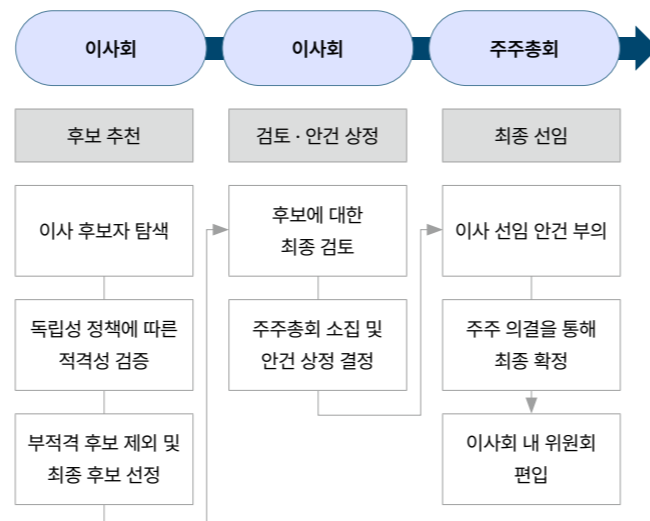 이사회
이사회
주주총회
후보 추천
검토 · 안건 상정
최종 선임
이사 후보자 탐색
독립성 정책에 따른
적격성 검증
부적격 후보 제외 및
최종 후보 선정
후보에 대한
최종 검토
주주총회 소집 및
안건 상정 결정
이사 선임 안건 부의
주주 의결을 통해
최종 확정
이사회 내 위원회
편입